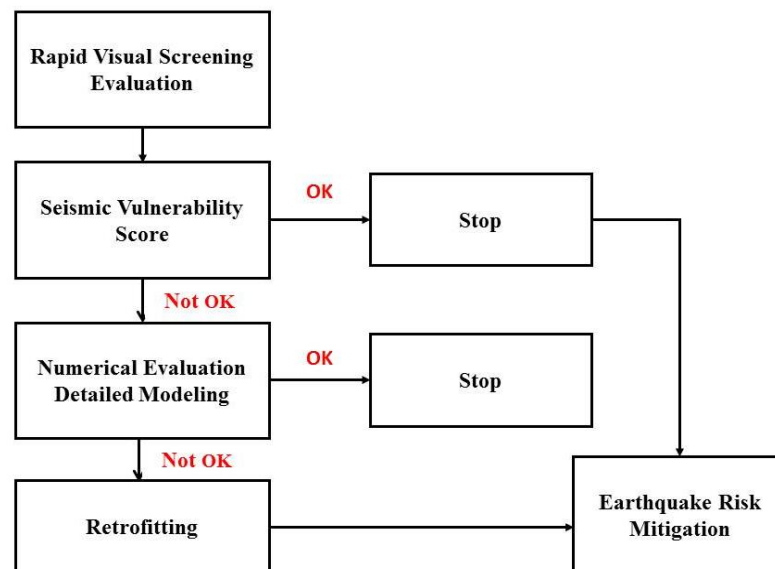 Rapid Visual Screening
Evaluation
Seismic Vulnerability
Score
OK
Stop
Not OK
Numerical Evaluation
Detailed Modeling
OK
Stop
Not OK
Retrofitting
Earthquake Risk
Mitigation